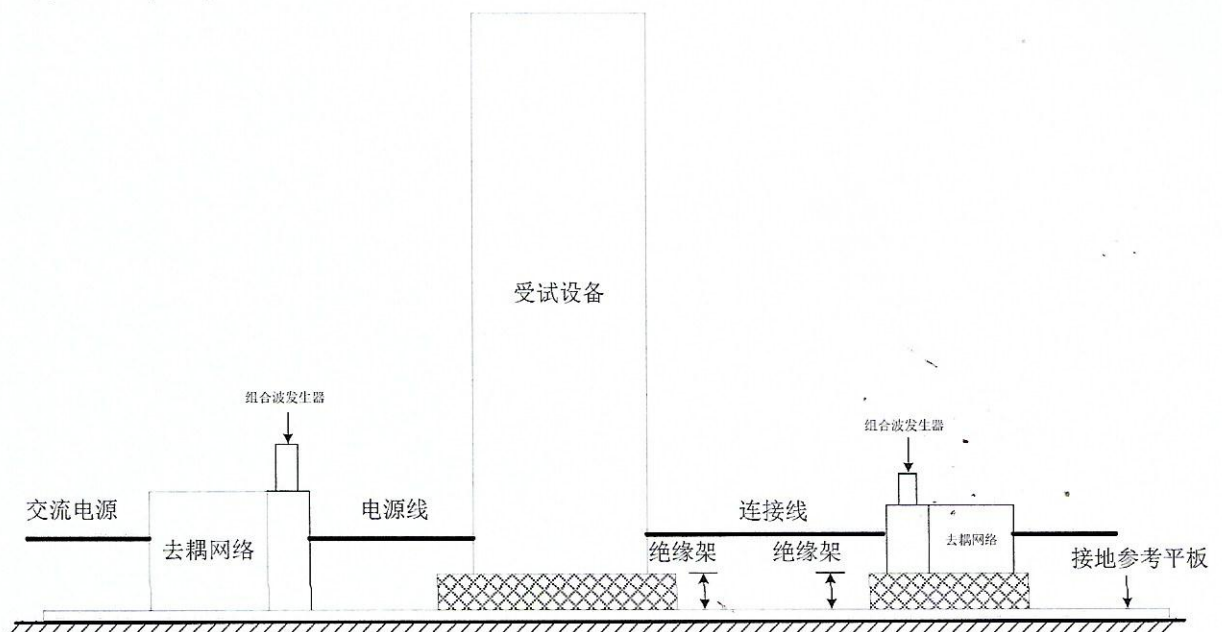 受试设备
组合波发生器
组合波发生器
交流电源
电源线
连接线
去耦网络
绝缘架
绝缘架
去耦网络
接地参考平板